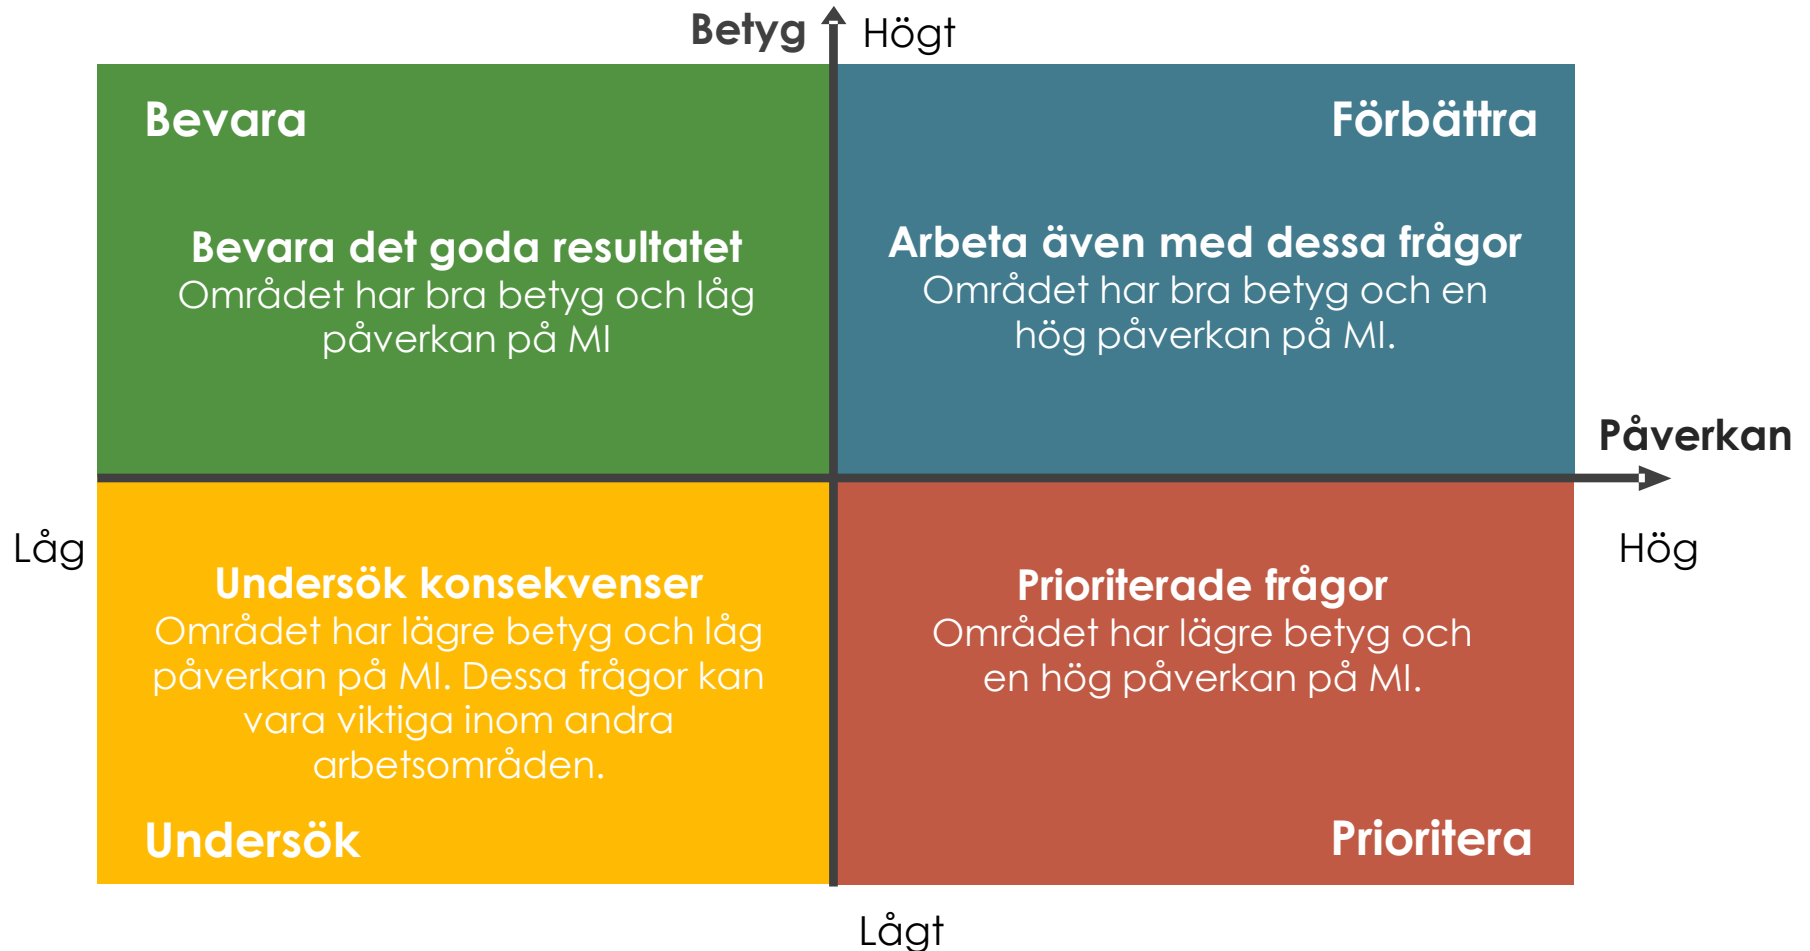 Betyg
Högt
Bevara
Förbättra
Bevara det goda resultatet
Området har bra betyg och låg
påverkan på MI
Arbeta även med dessa frågor
Området har bra betyg och en
hög påverkan på MI.
Påverkan
Låg
Hög
Undersök konsekvenser
Området har lägre betyg och låg
påverkan på MI. Dessa frågor kan
vara viktiga inom andra
arbetsområden.
Prioriterade frågor
Området har lägre betyg och
en hög påverkan på MI.
Undersök
Prioritera
Lågt